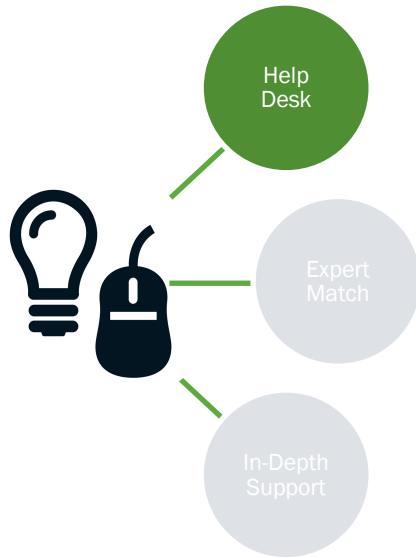 Help
Desk
Expert
Match
In-Depth
Support